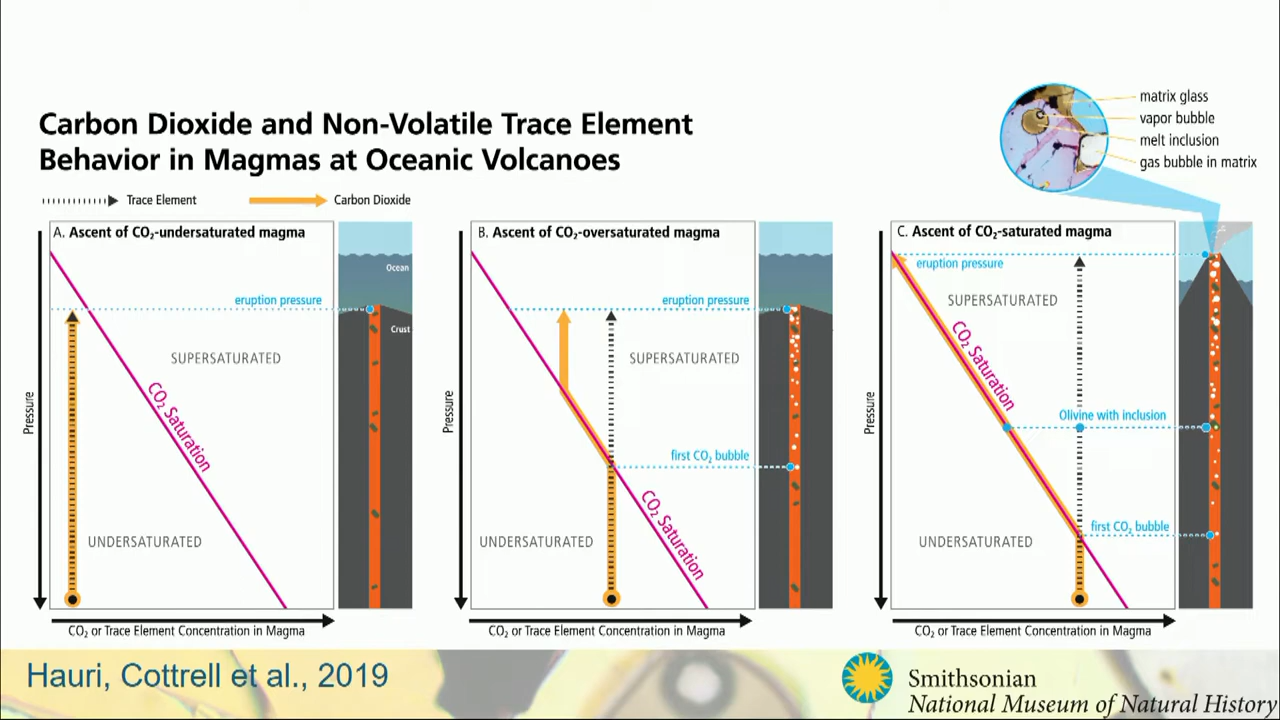 Carbon Dioxide and Non-Volatile Trace Element
Behavior in Magmas at Oceanic Volcanoes
Trace Element
Carbon Dioxide
matrix glass
vapor bubble
melt inclusion
gas bubble in matrix
A. Ascent of CO₂-undersaturated magma
Pressure
eruption pressure
SUPERSATURATED
CO₂ Saturation
UNDERSATURATED
CO₂ or Trace Element Concentration in Magma
Ocean
Crust
B. Ascent of CO₂-oversaturated magma
Pressure
eruption pressure
SUPERSATURATED
first CO₂ bubble
CO₂ Saturation
UNDERSATURATED
CO₂ or Trace Element Concentration in Magma
C. Ascent of CO₂-saturated magma
Pressure
eruption pressure
SUPERSATURATED
CO₂ Saturation
Olivine with inclusion
first CO₂ bubble
UNDERSATURATED
CO₂ or Trace Element Concentration in Magma
Hauri, Cottrell et al., 2019
Smithsonian
National Museum of Natural History